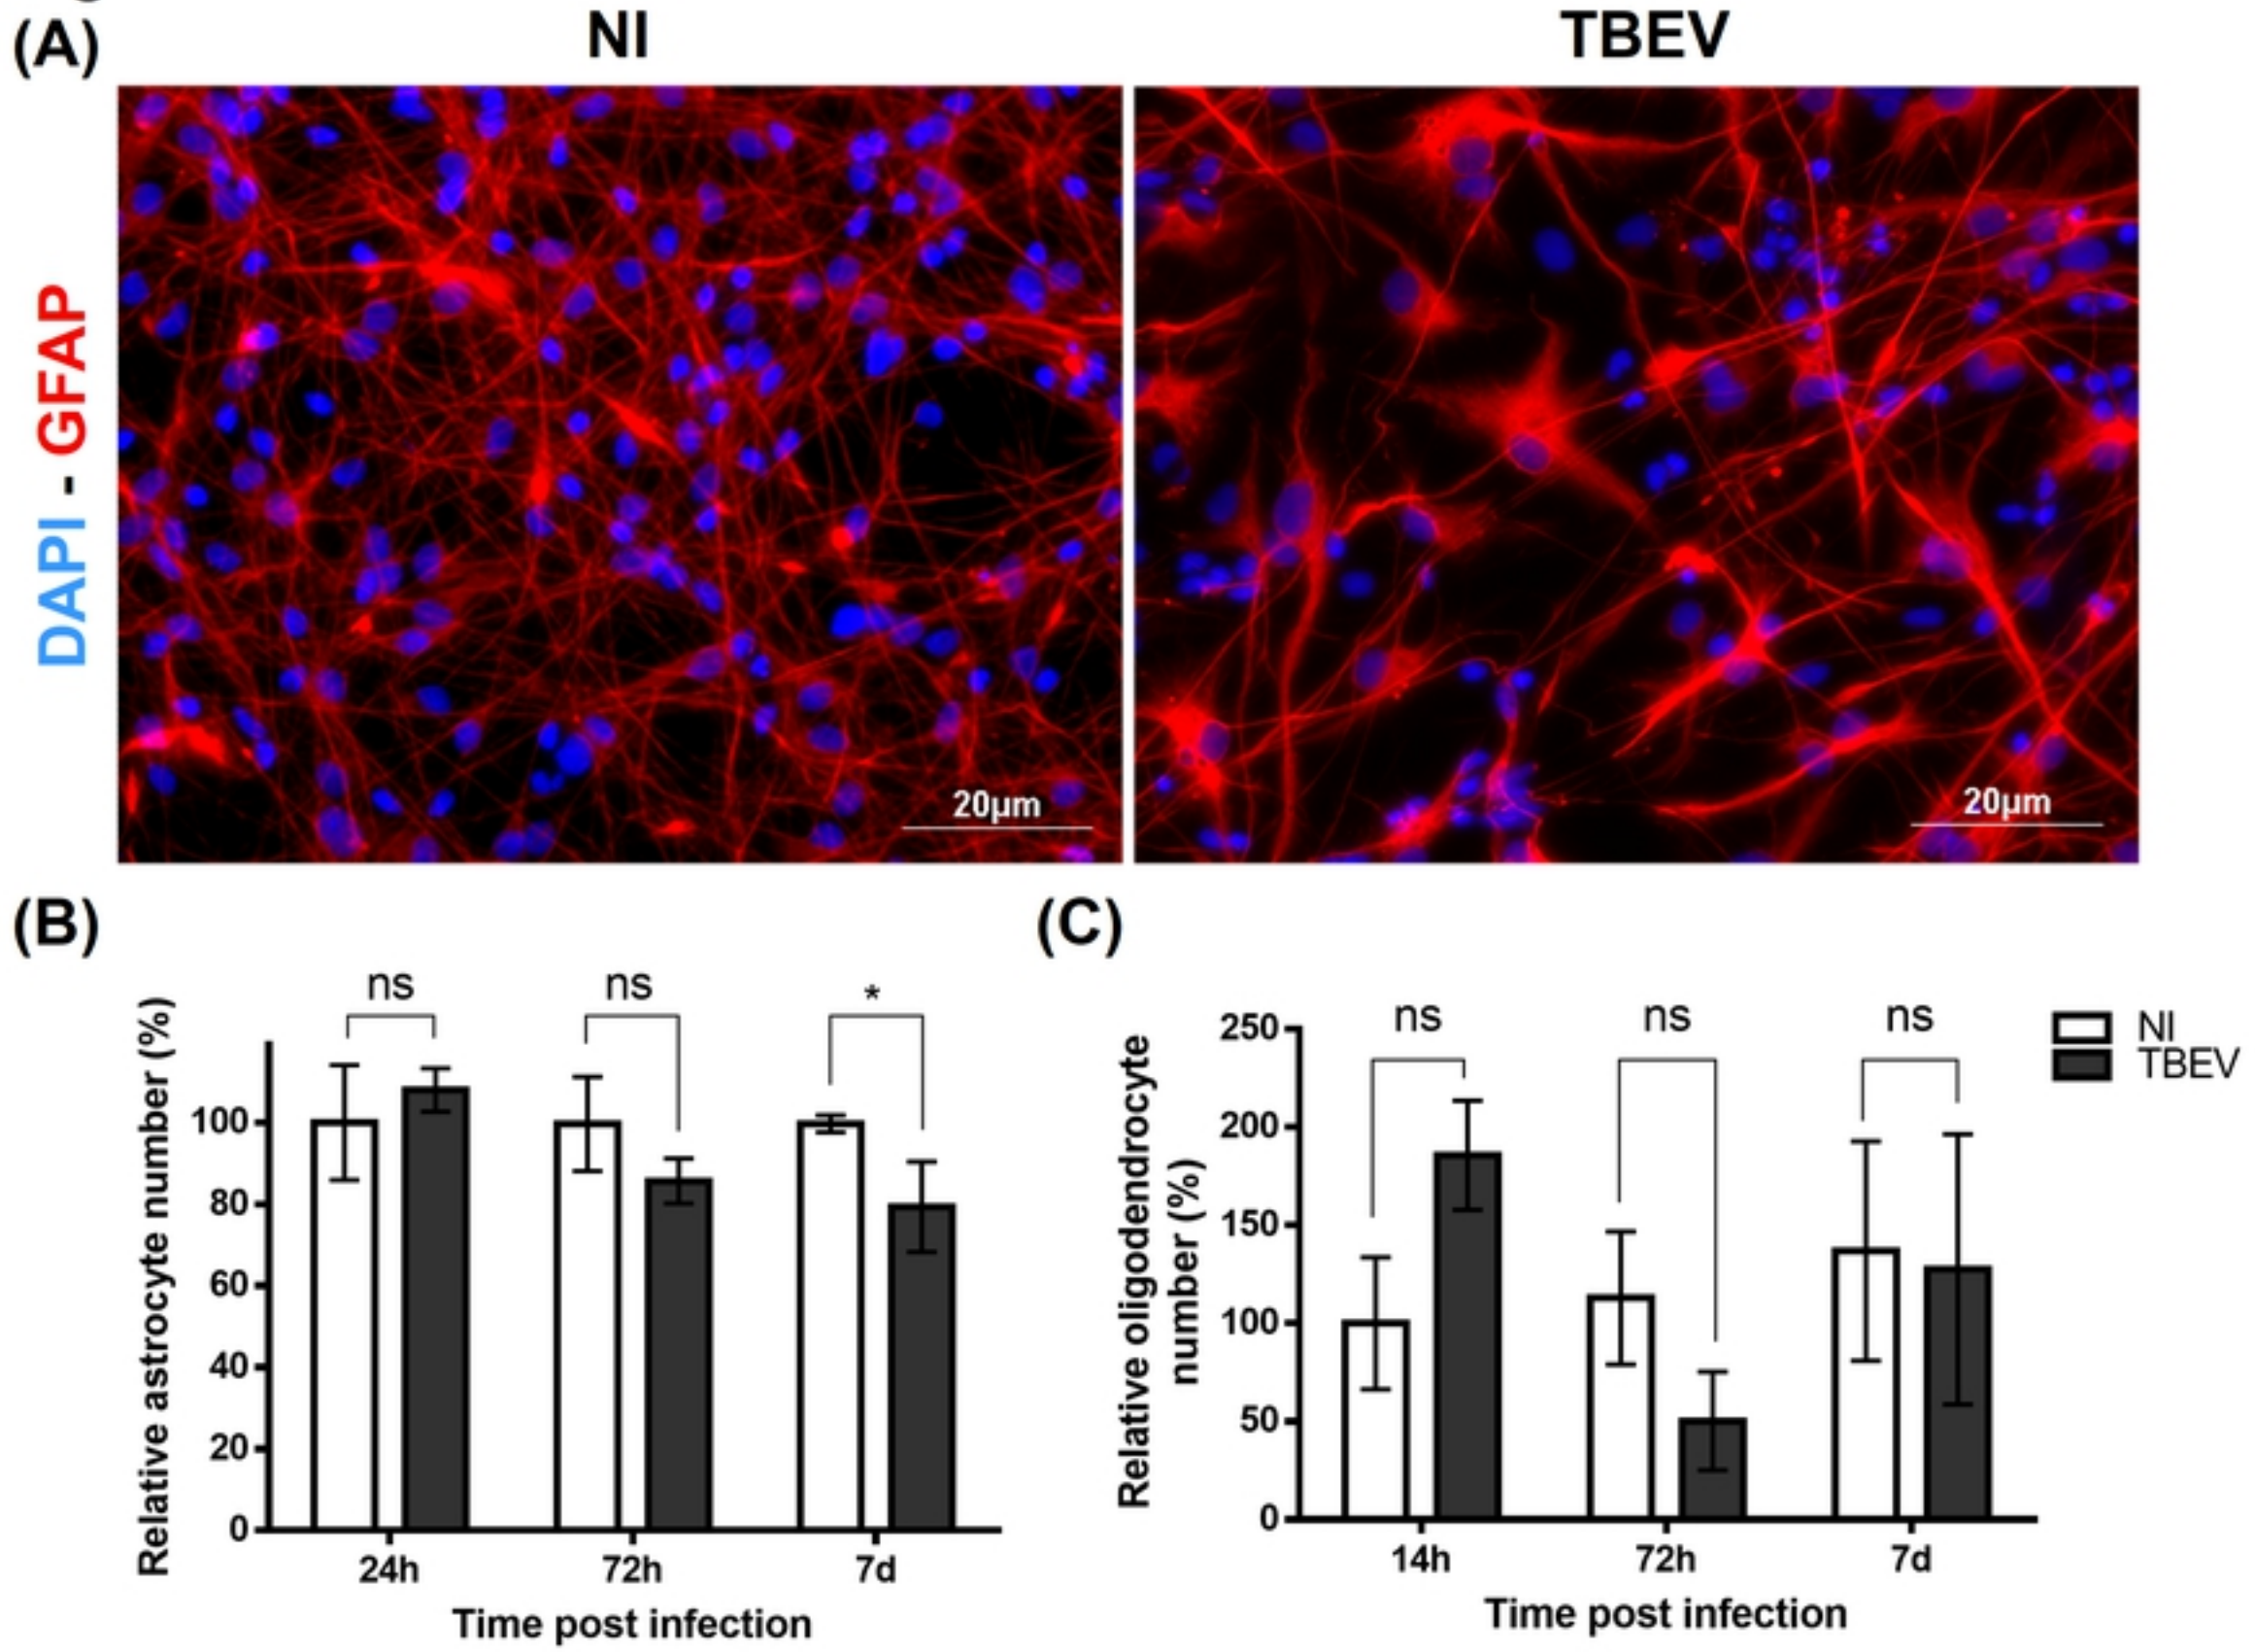 (A)
NI
TBEV
DAPI - GFAP
20µm
20µm
(B)
Relative astrocyte number (%)
ns
ns
*
100
80
60
40
20
0
24h
72h
7d
Time post infection
(C)
Relative oligodendrocyte
number (%)
ns
ns
ns
250
200
150
100
50
0
14h
72h
7d
Time post infection
NI
TBEV